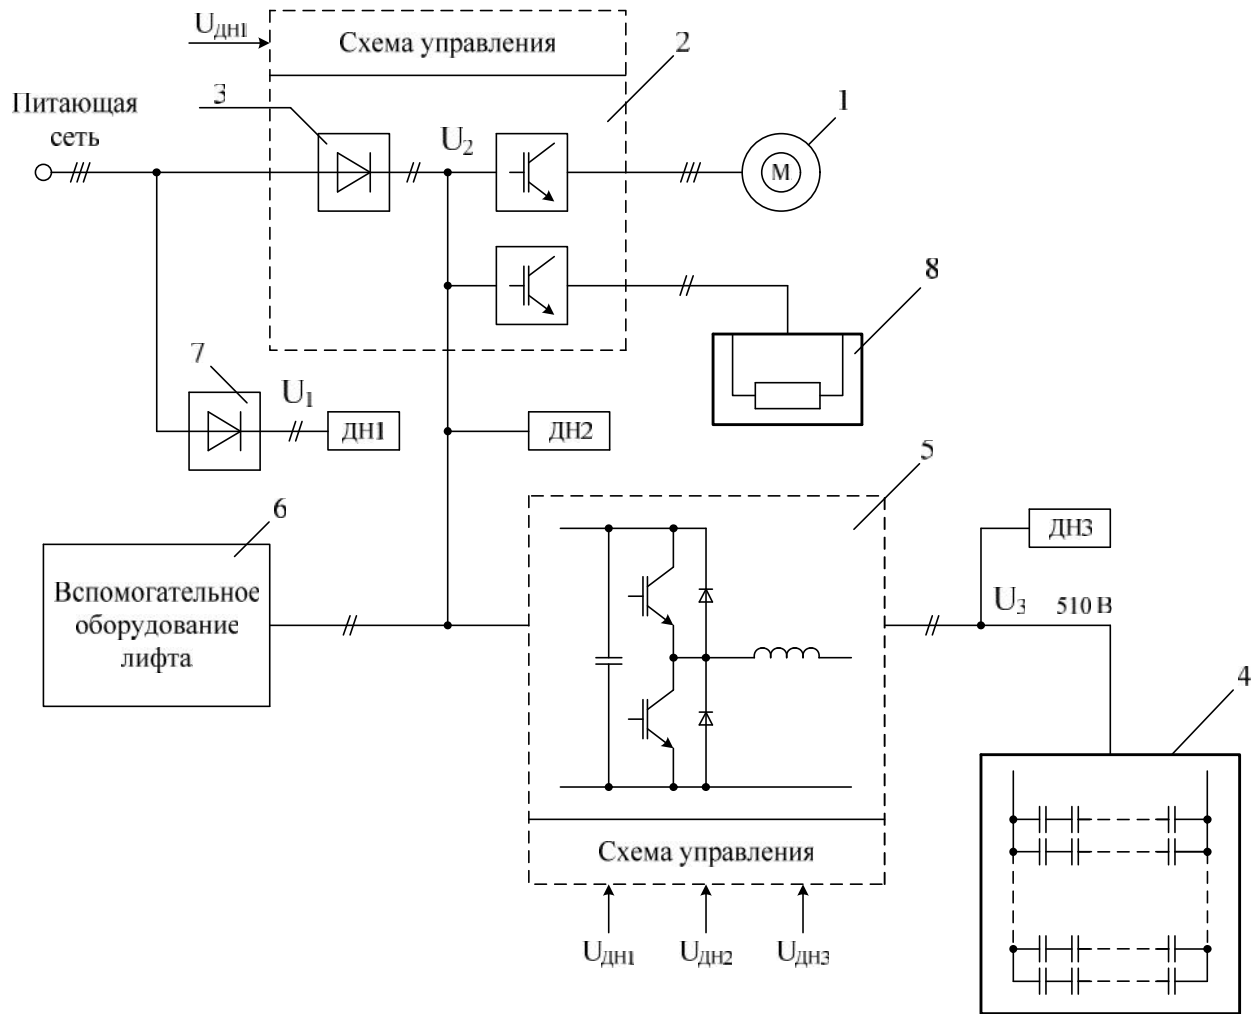 U ДН1
Схема управления
2
3
1
Питающая
сеть
U2
М
8
7
U1
ДН1
ДН2
5
6
ДН3
Вспомогательное
оборудование
лифта
U3
510 В
4
Схема управления
UДН1
UДН2
UДН3